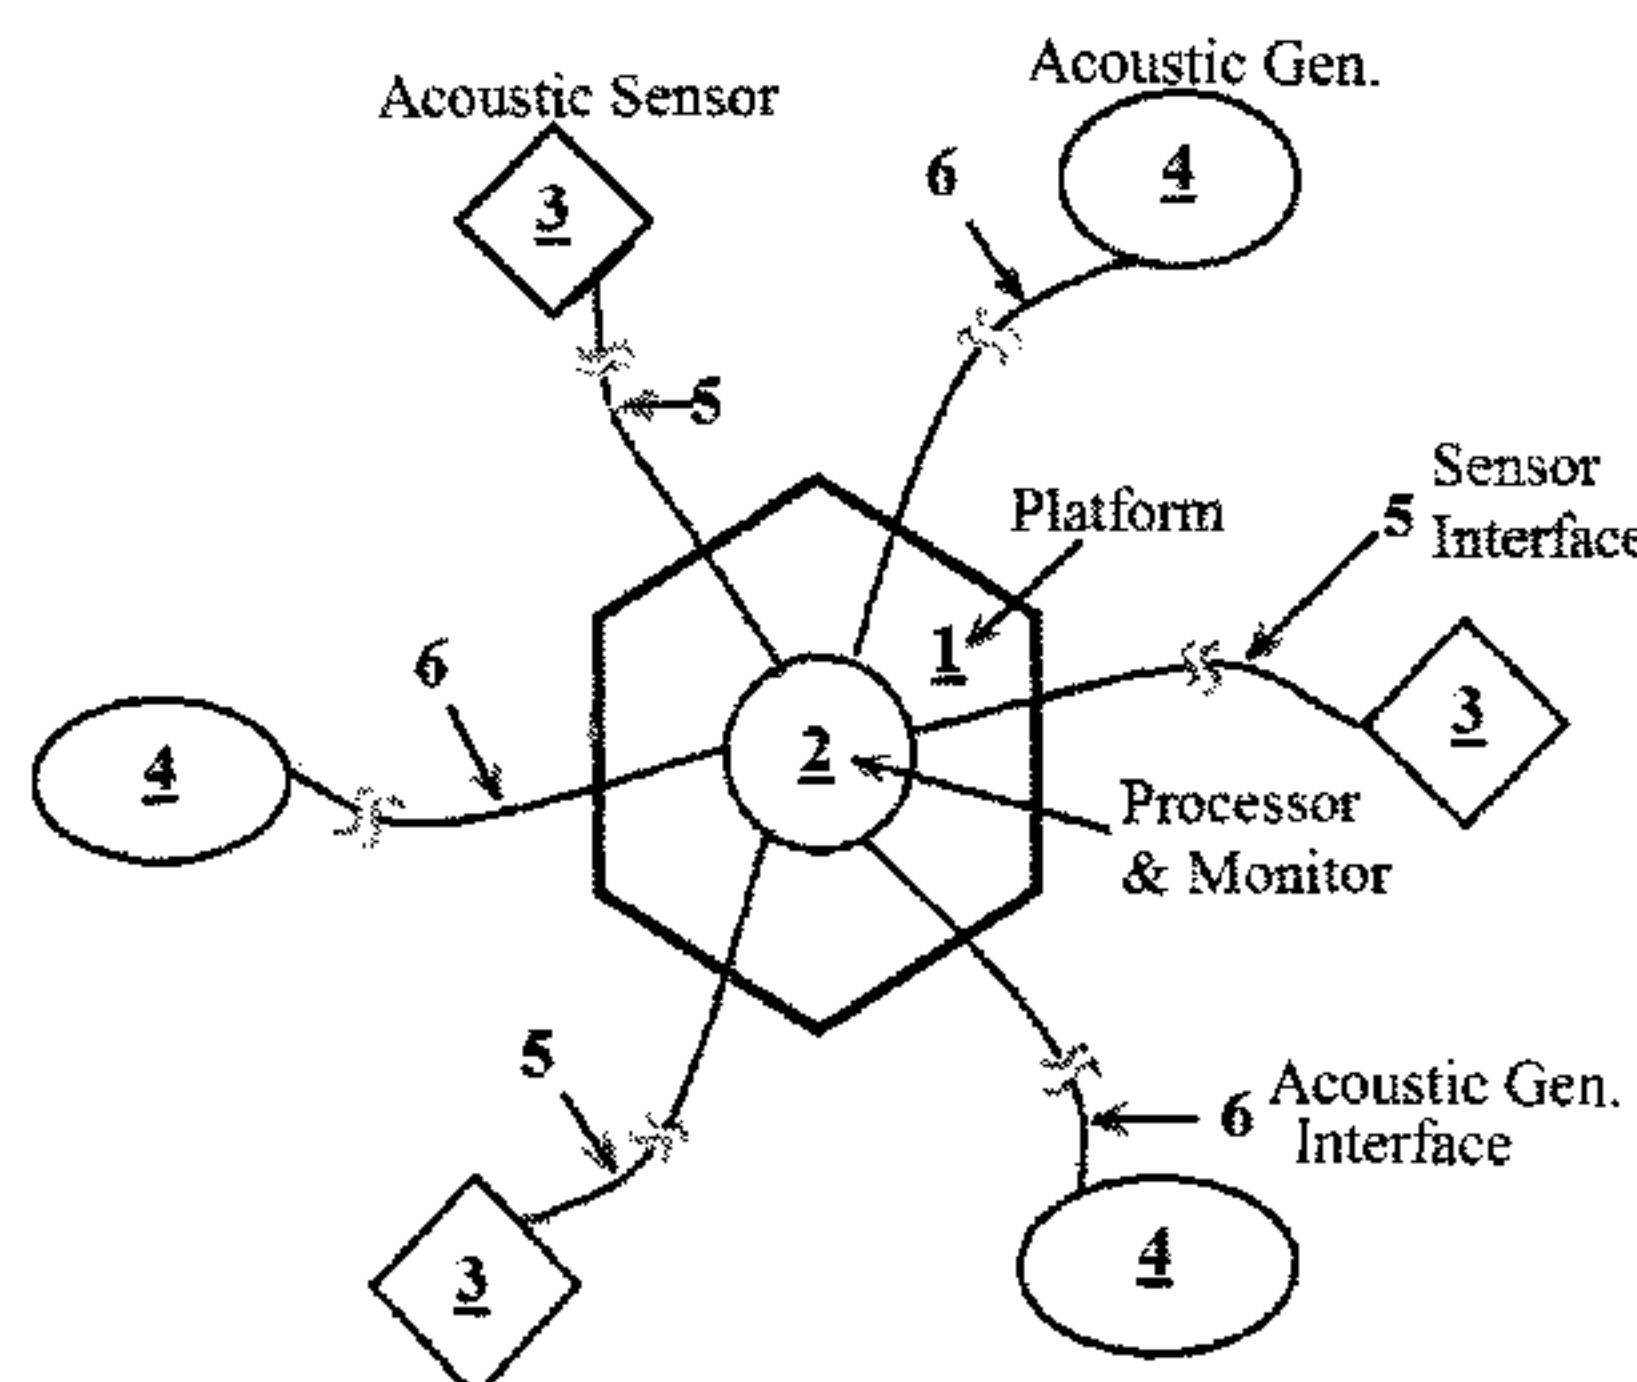 Acoustic Gen.
Acoustic Sensor
6
4
3
5
Sensor
5 Interface
Platform
1
6
3
4
2
Processor
& Monitor
5
Acoustic Gen.
6 Interface
4
3